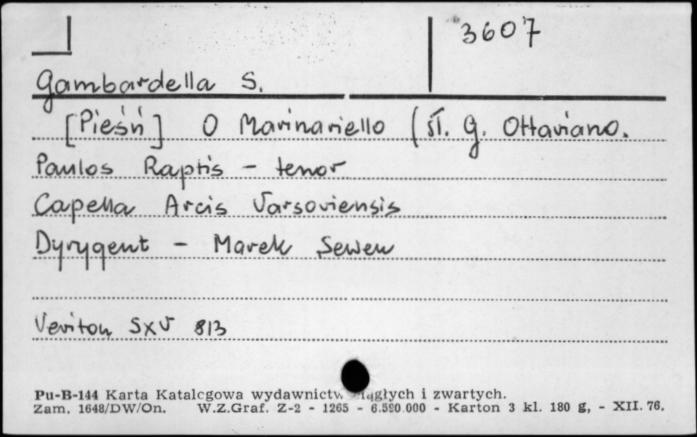 3607
Gambardella S.
[Pieśń] O Marinariello (sł. G. Ottaviano.
Paulos Raptis - tenor
Capella Arcis Varsoviensis
Dyrygent - Marek Sewen
Veriton SXV 813
Pu-B-144 Karta Katalcgowa wydawnictw ciągłych i zwartych.
Zam. 1648/DW/On. W.Z.Graf. Z-2 - 1265 - 6.590.000 - Karton 3 kl. 180 g, - XII. 76.